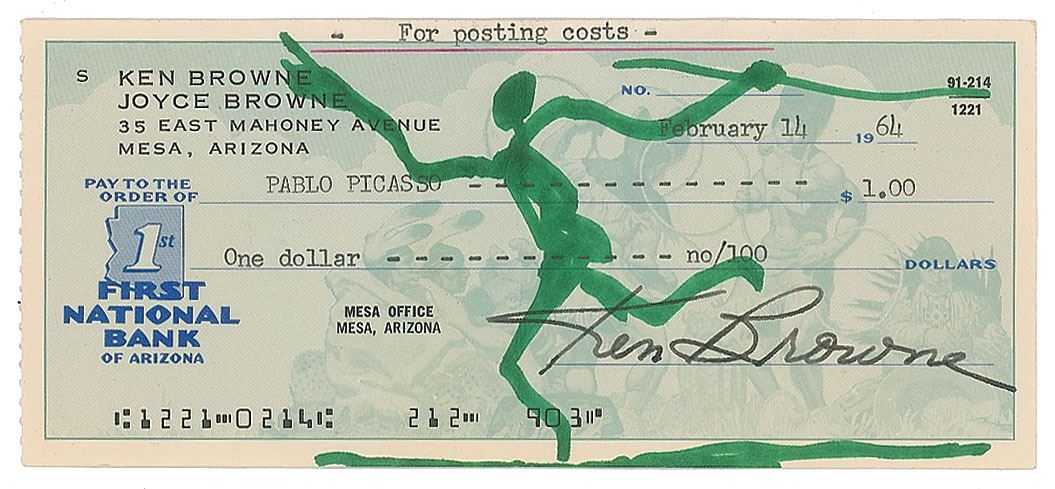 - For posting costs -
S KEN BROWNE
JOYCE BROWNE
35 EAST MAHONEY AVENUE
MESA, ARIZONA
NO.
91-214
1221
February 14 1964
PAY TO THE
ORDER OF PABLO PICASSO - - - - - - - - - - - - - - $ 1.00
1st
One dollar - - - - - - - - - - - - no/100 DOLLARS
FIRST
NATIONAL
BANK
OF ARIZONA
MESA OFFICE
MESA, ARIZONA
Ken Browne
⑆1221⑉0214⑆ 212⑉ 903⑈